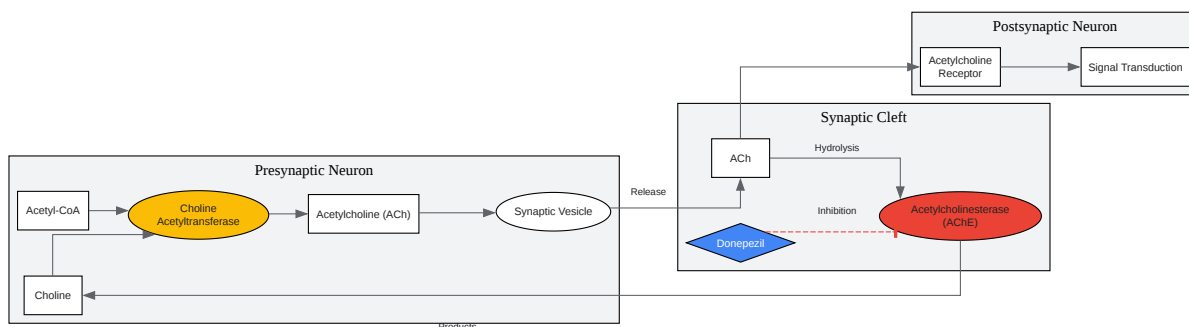 Postsynaptic Neuron
Acetylcholine
Receptor
Signal Transduction
Synaptic Cleft
ACh
Hydrolysis
Inhibition
Acetylcholinesterase
(AChE)
Donepezil
Presynaptic Neuron
Acetyl-CoA
Choline
Acetyltransferase
Acetylcholine (ACh)
Synaptic Vesicle
Release
Choline
Products